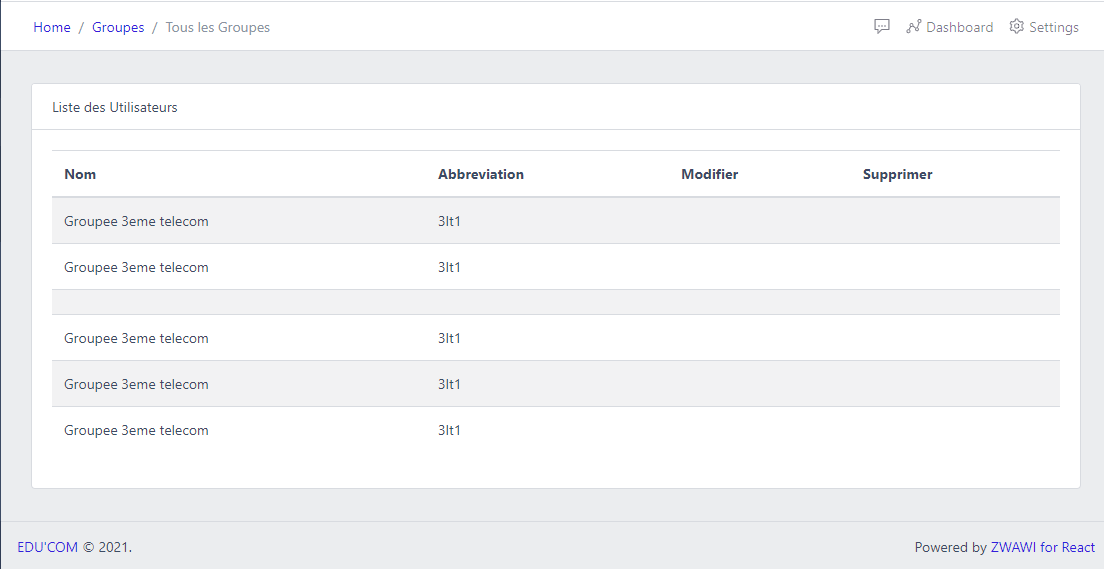 Home / Groupes / Tous les Groupes Dashboard Settings
Liste des Utilisateurs
Nom Abbreviation Modifier Supprimer
Groupee 3eme telecom 3lt1
Groupee 3eme telecom 3lt1
Groupee 3eme telecom 3lt1
Groupee 3eme telecom 3lt1
Groupee 3eme telecom 3lt1
EDU'COM © 2021. Powered by ZWAWI for React